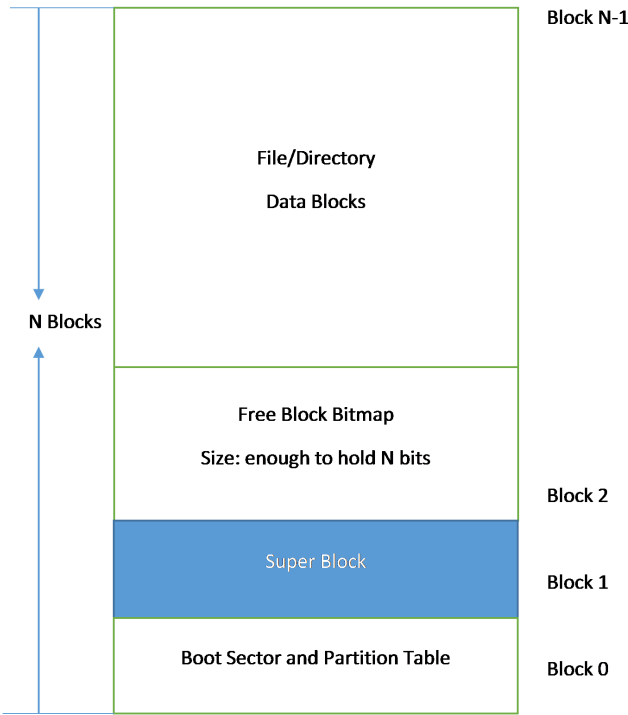 Block N-1
File/Directory
Data Blocks
N Blocks
Free Block Bitmap
Size: enough to hold N bits
Block 2
Super Block
Block 1
Boot Sector and Partition Table
Block 0